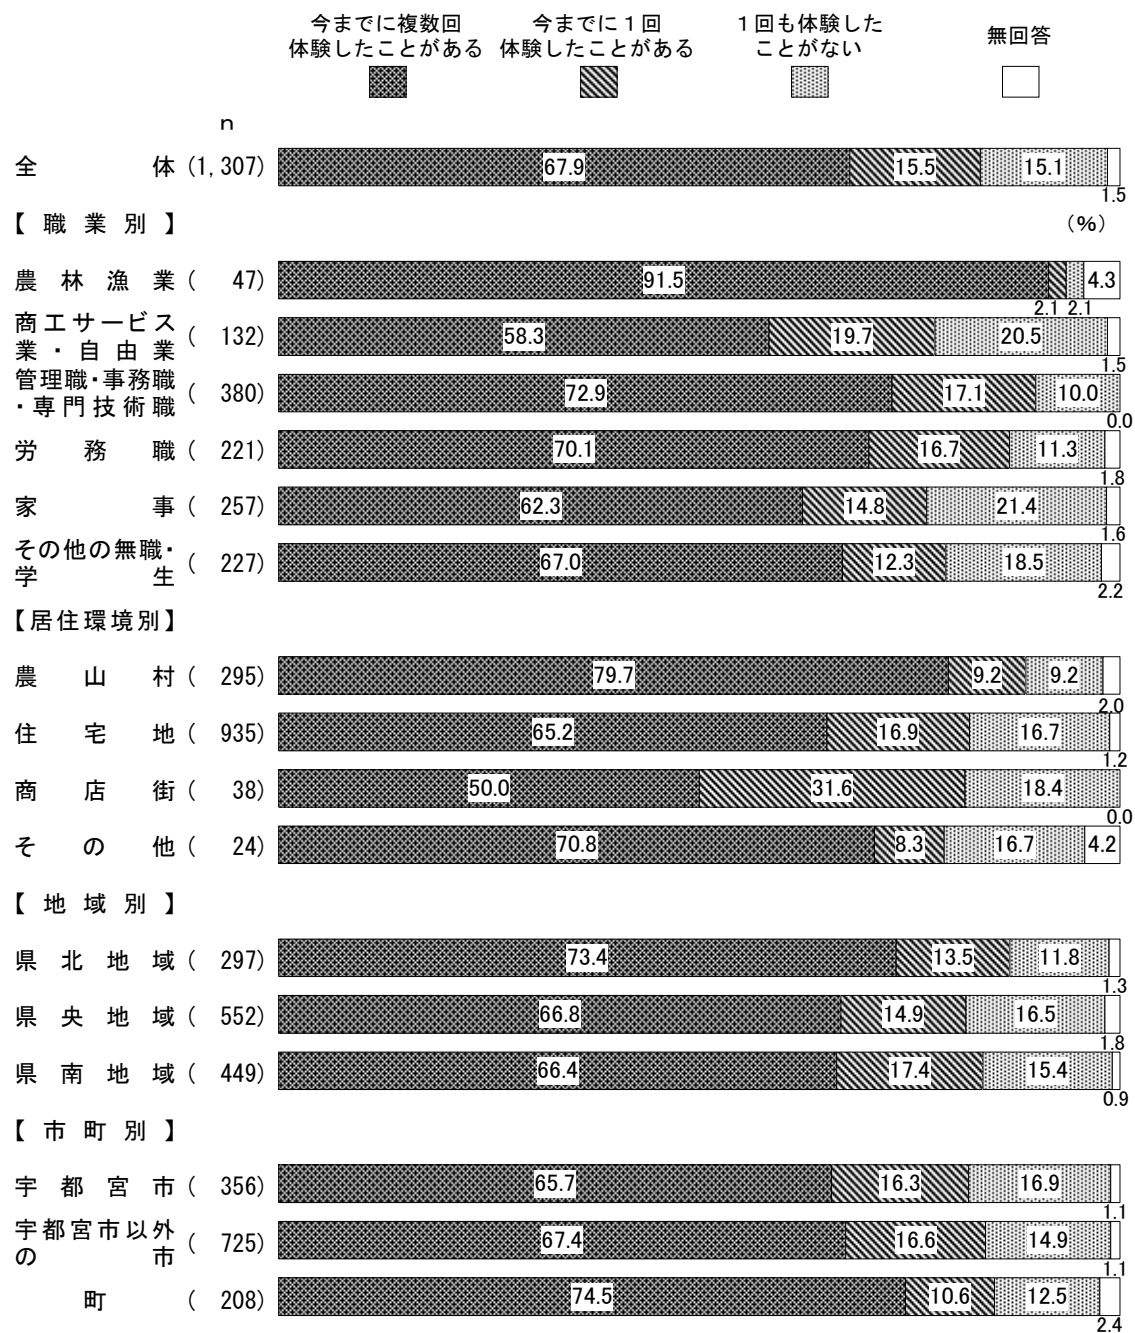 今までに複数回 今までに１回 １回も体験した 無回答
体験したことがある 体験したことがある ことがない
n
全体 (1,307) 67.9 15.5 15.1
1.5
【職業別】 (%)
農林漁業 ( 47) 91.5 4.3
2.1 2.1
商工サービス
業・自由業 ( 132) 58.3 19.7 20.5
1.5
管理職・事務職
・専門技術職 ( 380) 72.9 17.1 10.0
0.0
労務職 ( 221) 70.1 16.7 11.3
1.8
家事 ( 257) 62.3 14.8 21.4
1.6
その他の無職・
学生 ( 227) 67.0 12.3 18.5
2.2
【居住環境別】
農山村 ( 295) 79.7 9.2 9.2
2.0
住宅地 ( 935) 65.2 16.9 16.7
1.2
商店街 ( 38) 50.0 31.6 18.4
0.0
その他 ( 24) 70.8 8.3 16.7 4.2
【地域別】
県北地域 ( 297) 73.4 13.5 11.8
1.3
県央地域 ( 552) 66.8 14.9 16.5
1.8
県南地域 ( 449) 66.4 17.4 15.4
0.9
【市町別】
宇都宮市 ( 356) 65.7 16.3 16.9
1.1
宇都宮市以外
の市 ( 725) 67.4 16.6 14.9
1.1
町 ( 208) 74.5 10.6 12.5
2.4